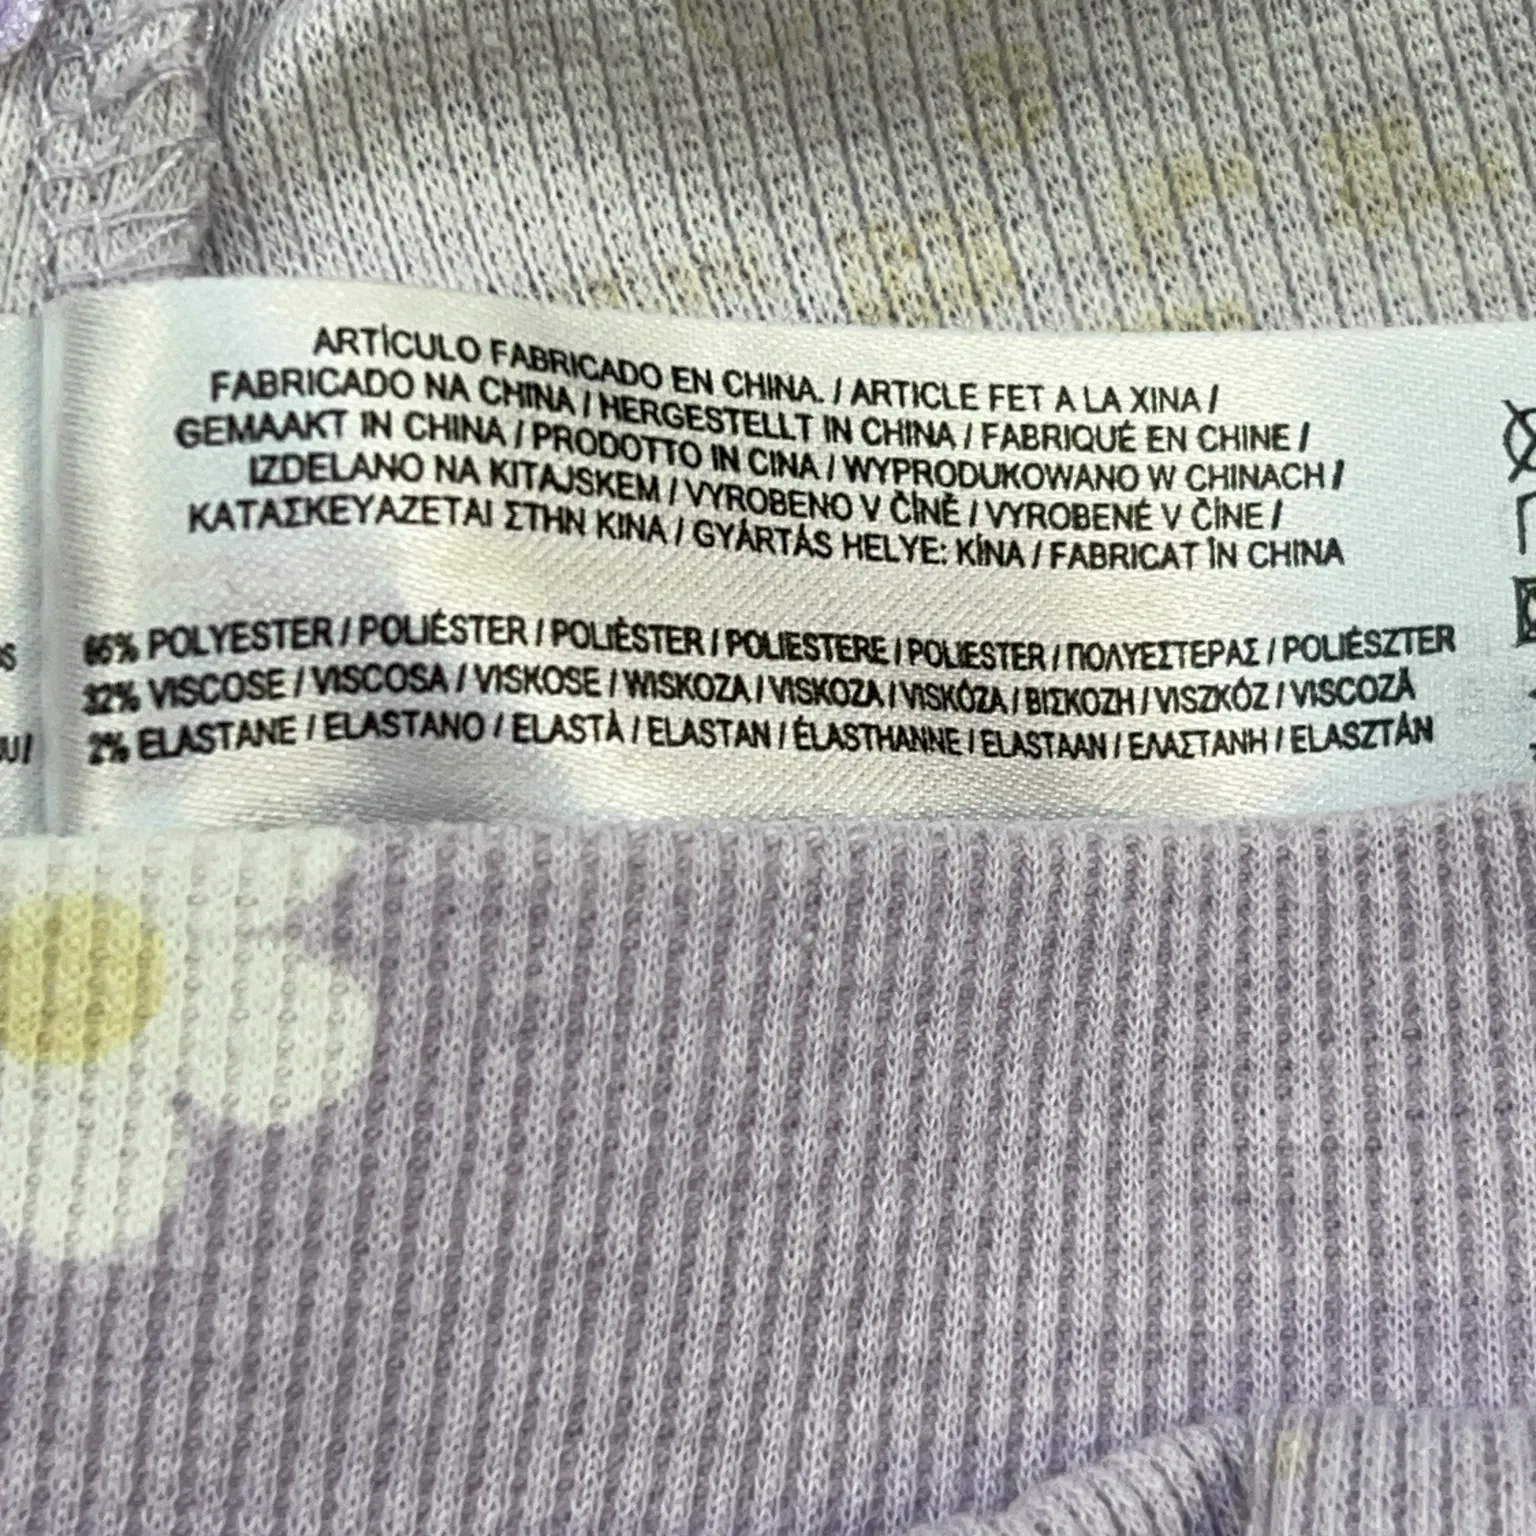 ARTÍCULO FABRICADO EN CHINA. / ARTICLE FET A LA XINA /
FABRICADO NA CHINA / HERGESTELLT IN CHINA / FABRIQUÉ EN CHINE /
GEMAAKT IN CHINA / PRODOTTO IN CINA / WYPRODUKOWANO W CHINACH /
IZDELANO NA KITAJSKEM / VYROBENO V ČÍNĚ / VYROBENÉ V ČÍNE /
ΚΑΤΑΣΚΕΥΑΖΕΤΑΙ ΣΤΗΝ ΚΙΝΑ / GYÁRTÁS HELYE: KÍNA / FABRICAT ÎN CHINA
66% POLYESTER / POLIÉSTER / POLIÈSTER / POLIESTERE / POLIESTER / ΠΟΛΥΕΣΤΕΡΑΣ / POLIÉSZTER
32% VISCOSE / VISCOSA / VISKOSE / WISKOZA / VISKOZA / VISKÓZA / ΒΙΣΚΟΖΗ / VISZKÓZ / VISCOZĂ
2% ELASTANE / ELASTANO / ELASTÀ / ELASTAN / ÉLASTHANNE / ELASTAAN / ΕΛΑΣΤΑΝΗ / ELASZTÁN